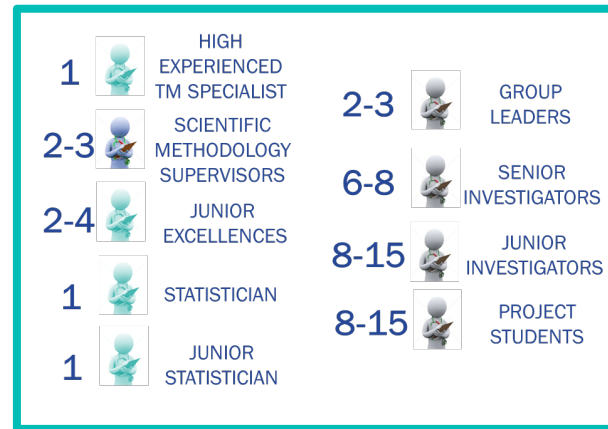 1
HIGH
EXPERIENCED
TM SPECIALIST
2-3
SCIENTIFIC
METHODOLOGY
SUPERVISORS
2-4
JUNIOR
EXCELLENCES
1
STATISTICIAN
1
JUNIOR
STATISTICIAN
2-3
GROUP
LEADERS
6-8
SENIOR
INVESTIGATORS
8-15
JUNIOR
INVESTIGATORS
8-15
PROJECT
STUDENTS